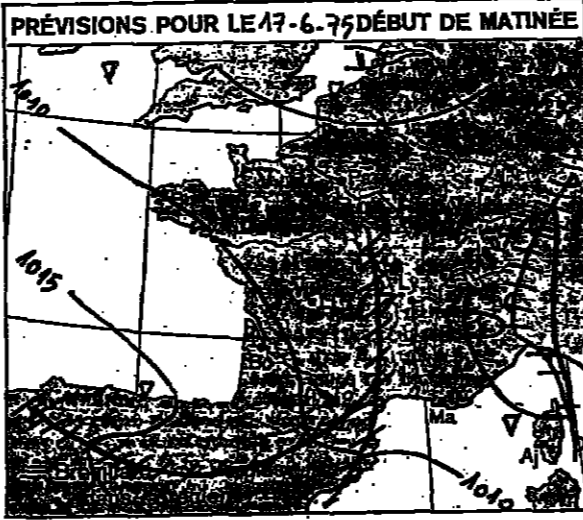 PRÉVISIONS POUR LE 17-6-75 DÉBUT DE MATINÉE
1010
1015
Ma
Aj
1010